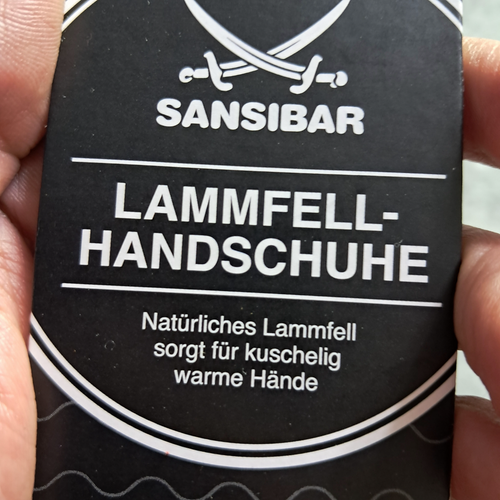 SANSIBAR
LAMMFELL-
HANDSCHUHE
Natürliches Lammfell
sorgt für kuschelig
warme Hände